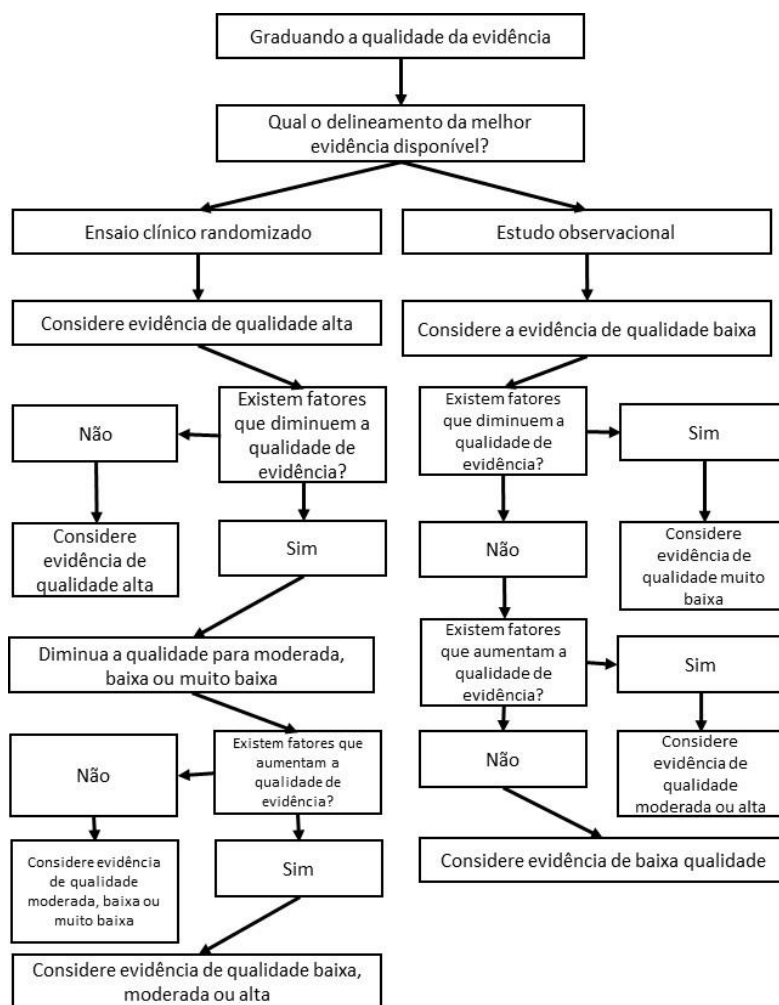 Graduando a qualidade da evidência
Qual o delineamento da melhor
evidência disponível?
Ensaio clínico randomizado
Estudo observacional
Considere evidência de qualidade alta
Considere a evidência de qualidade baixa
Existem fatores
que diminuem a
qualidade de
evidência?
Não
Considere
evidência de
qualidade alta
Sim
Diminua a qualidade para moderada,
baixa ou muito baixa
Existem fatores que
aumentam a
qualidade de
evidência?
Não
Considere evidência
de qualidade
moderada, baixa ou
muito baixa
Sim
Considere evidência de qualidade baixa,
moderada ou alta
Existem fatores
que diminuem a
qualidade de
evidência?
Sim
Considere
evidência de
qualidade muito
baixa
Não
Existem fatores
que aumentam a
qualidade de
evidência?
Sim
Considere
evidência de
qualidade
moderada ou alta
Não
Considere evidência de baixa qualidade